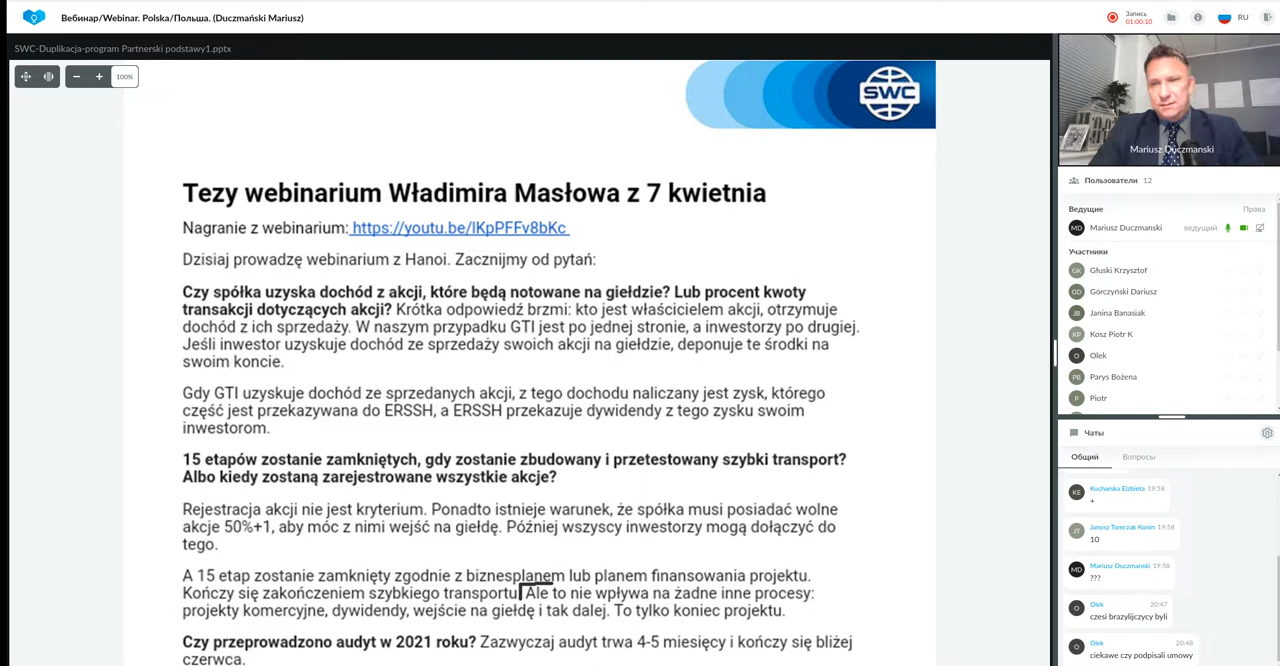 Вебинар/Webinar. Polska/Польша. (Duczmański Mariusz)
Запись
01:00:10
RU
SWC-Duplikacja-program Partnerski podstawy1.pptx
100%
SWC
Tezy webinarium Władimira Masłowa z 7 kwietnia
Nagranie z webinarium: https://youtu.be/lKpPFFv8bKc
Dzisiaj prowadzę webinarium z Hanoi. Zacznijmy od pytań:
Czy spółka uzyska dochód z akcji, które będą notowane na giełdzie? Lub procent kwoty
transakcji dotyczących akcji? Krótka odpowiedź brzmi: kto jest właścicielem akcji, otrzymuje
dochód z ich sprzedaży. W naszym przypadku GTI jest po jednej stronie, a inwestorzy po drugiej.
Jeśli inwestor uzyskuje dochód ze sprzedaży swoich akcji na giełdzie, deponuje te środki na
swoim koncie.
Gdy GTI uzyskuje dochód ze sprzedanych akcji, z tego dochodu naliczany jest zysk, którego
część jest przekazywana do ERSSH, a ERSSH przekazuje dywidendy z tego zysku swoim
inwestorom.
15 etapów zostanie zamkniętych, gdy zostanie zbudowany i przetestowany szybki transport?
Albo kiedy zostaną zarejestrowane wszystkie akcje?
Rejestracja akcji nie jest kryterium. Ponadto istnieje warunek, że spółka musi posiadać wolne
akcje 50%+1, aby móc z nimi wejść na giełdę. Później wszyscy inwestorzy mogą dołączyć do
tego.
A 15 etap zostanie zamknięty zgodnie z biznesplanem lub planem finansowania projektu.
Kończy się zakończeniem szybkiego transportu. Ale to nie wpływa na żadne inne procesy:
projekty komercyjne, dywidendy, wejście na giełdę i tak dalej. To tylko koniec projektu.
Czy przeprowadzono audyt w 2021 roku? Zazwyczaj audyt trwa 4-5 miesięcy i kończy się bliżej
czerwca.
Mariusz Duczmanski
Пользователи 12
Ведущие Права
MD Mariusz Duczmanski ведущий
Участники
GK Głuski Krzysztof
GD Górczyński Dariusz
JB Janina Banasiak
KP Kosz Piotr K
O Olek
PB Parys Bożena
P Piotr
Чаты
Общий Вопросы
KE Kucharska Elzbieta 19:58
+
JT Janusz Tomczak Konin 19:58
10
MD Mariusz Duczmanski 19:58
???
O Olek 20:47
czesi brazylijczycy byli
O Olek 20:48
ciekawe czy podpisali umowy